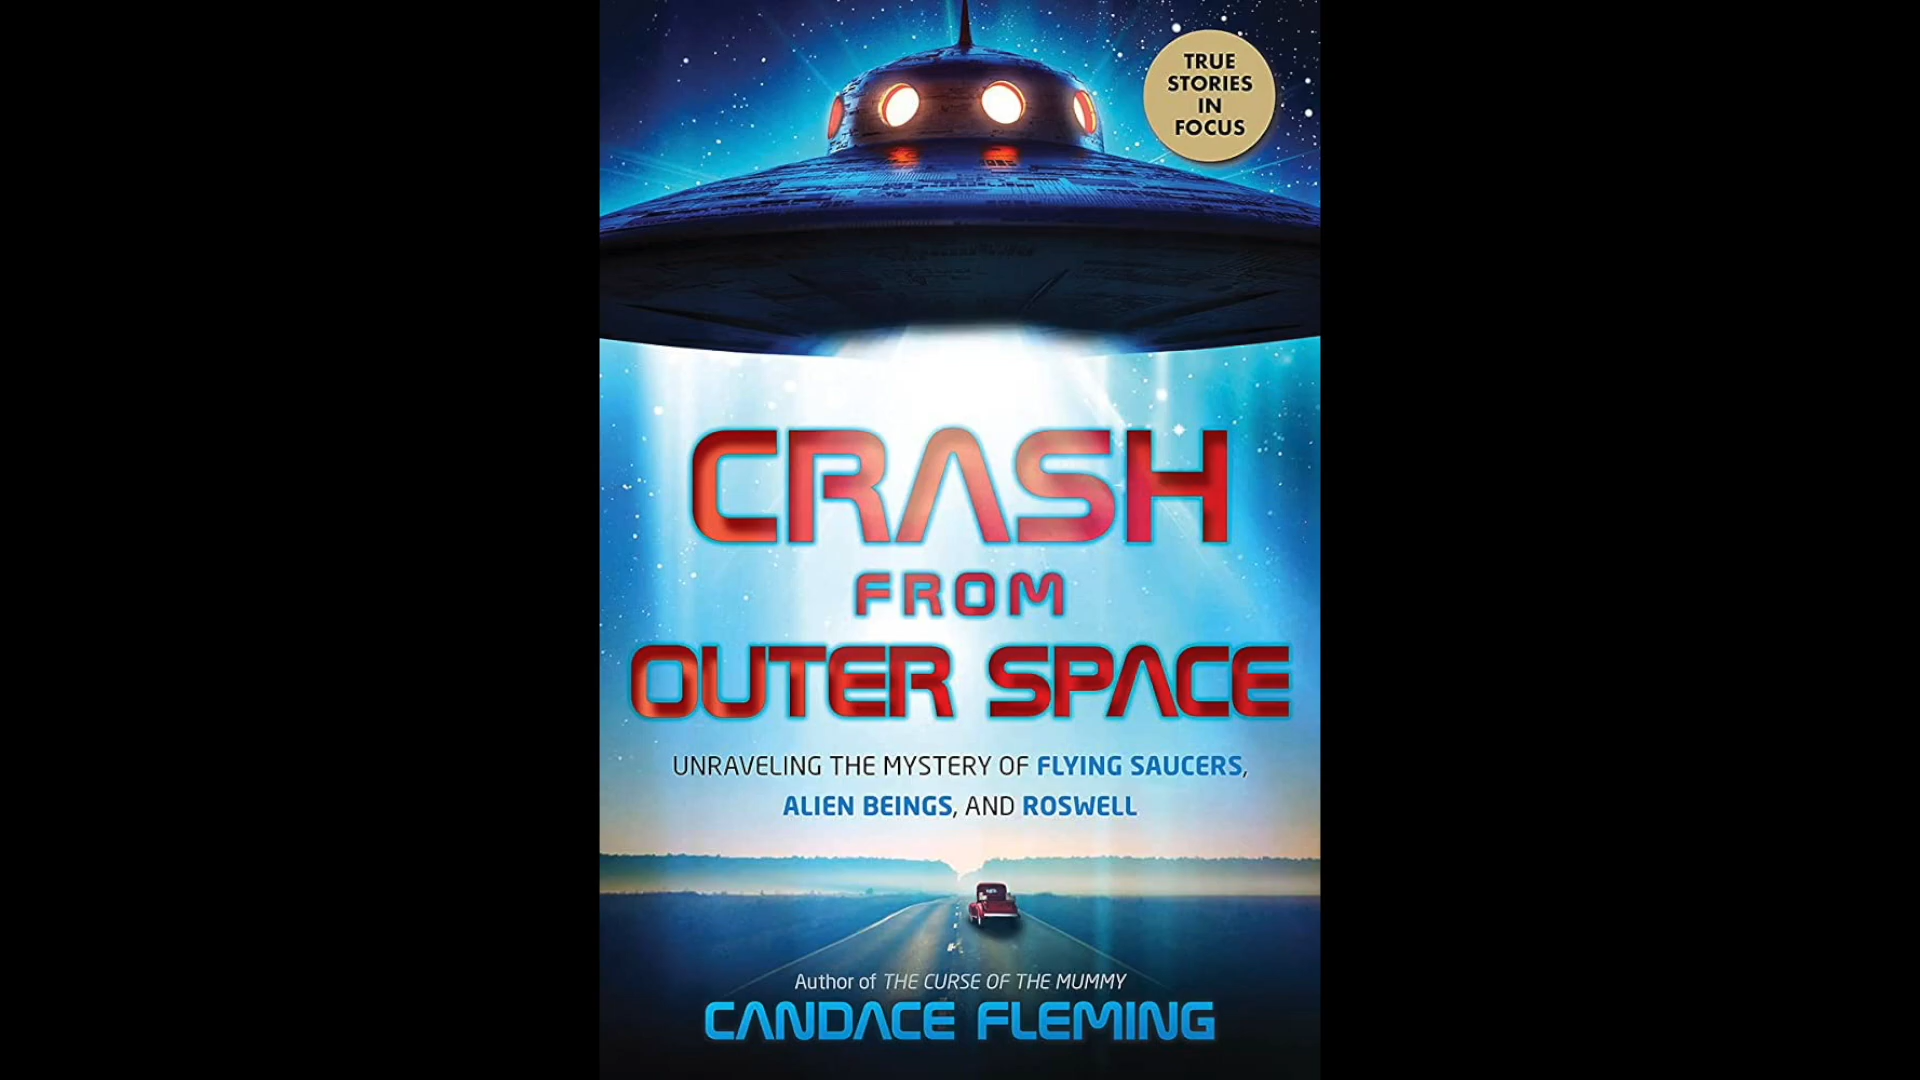 TRUE
STORIES
IN
FOCUS
CRASH
FROM
OUTER SPACE
UNRAVELING THE MYSTERY OF FLYING SAUCERS,
ALIEN BEINGS, AND ROSWELL
Author of THE CURSE OF THE MUMMY
CANDACE FLEMING